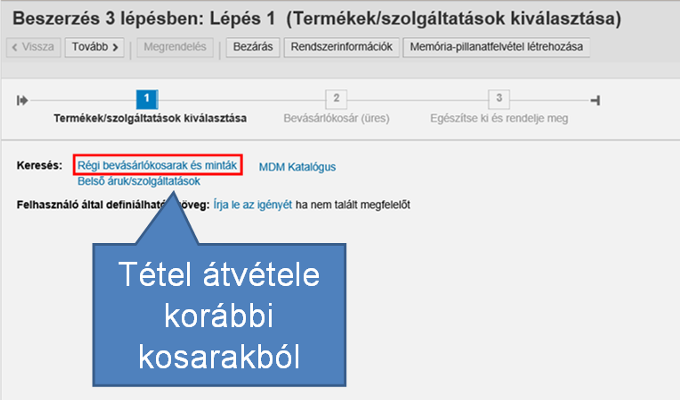 Beszerzés 3 lépésben: Lépés 1 (Termékek/szolgáltatások kiválasztása)
Vissza Tovább Megrendelés Bezárás Rendszerinformációk Memória-pillanatfelvétel létrehozása
1 2 3
Termékek/szolgáltatások kiválasztása Bevásárlókosár (üres) Egészítse ki és rendelje meg
Keresés: Régi bevásárlókosarak és minták MDM Katalógus
Belső áruk/szolgáltatások
Felhasználó által definiálható szöveg: Írja le az igényét ha nem talált megfelelőt
Tétel átvétele
korábbi
kosarakból